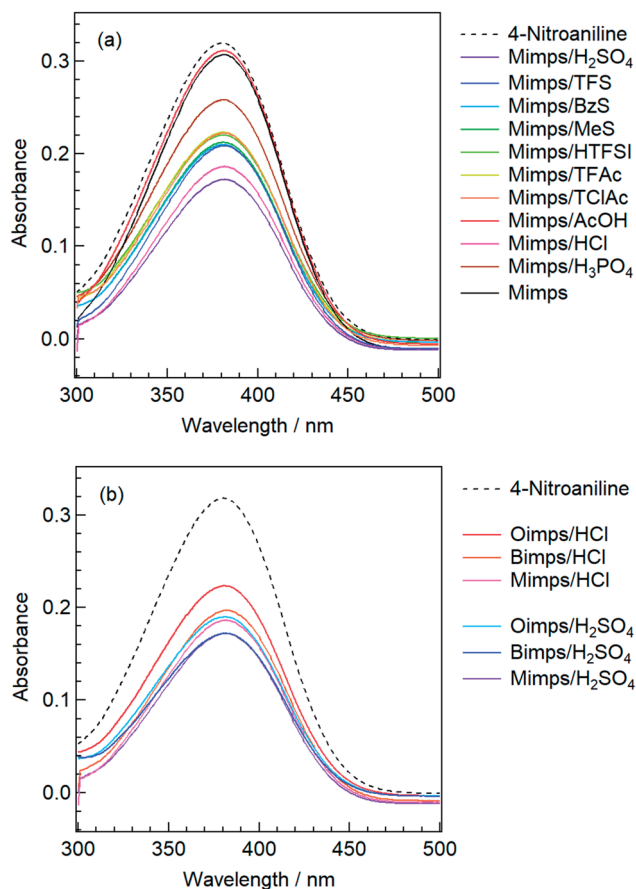 (a)
4-Nitroaniline
Mimps/H₂SO₄
Mimps/TFS
Mimps/BzS
Mimps/MeS
Mimps/HTFSI
Mimps/TFAc
Mimps/TClAc
Mimps/AcOH
Mimps/HCl
Mimps/H₃PO₄
Mimps
Absorbance
0.3
0.2
0.1
0.0
300 350 400 450 500
Wavelength / nm
(b)
4-Nitroaniline
Oimps/HCl
Bimps/HCl
Mimps/HCl
Oimps/H₂SO₄
Bimps/H₂SO₄
Mimps/H₂SO₄
Absorbance
0.3
0.2
0.1
0.0
300 350 400 450 500
Wavelength / nm